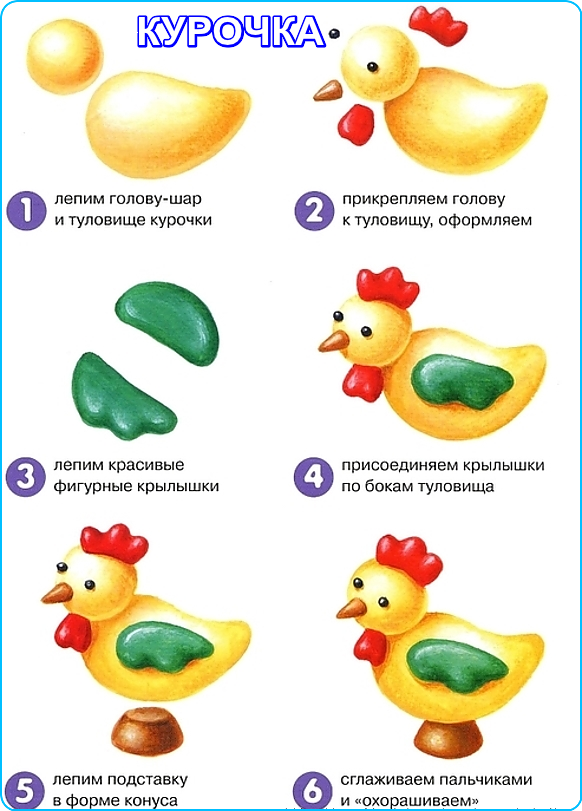 КУРОЧКА
1 лепим голову-шар
и туловище курочки
2 прикрепляем голову
к туловищу, оформляем
3 лепим красивые
фигурные крылышки
4 присоединяем крылышки
по бокам туловища
5 лепим подставку
в форме конуса
6 сглаживаем пальчиками
и «охорашиваем»